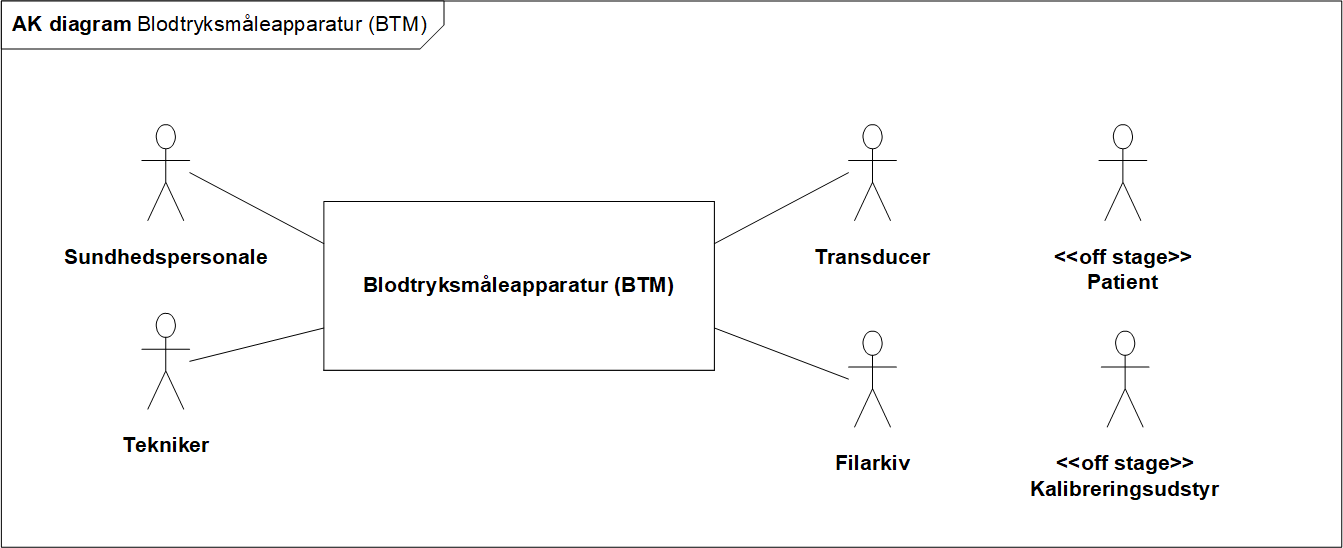 AK diagram Blodtryksmåleapparatur (BTM)
Sundhedspersonale
Tekniker
Blodtryksmåleapparatur (BTM)
Transducer
Filarkiv
<<off stage>>
Patient
<<off stage>>
Kalibreringsudstyr